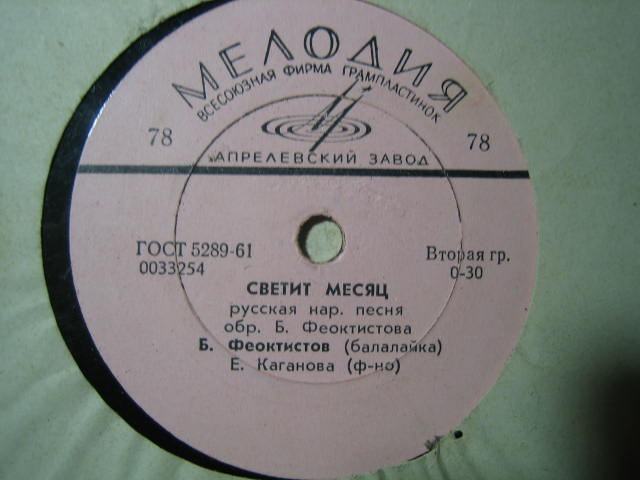 МЕЛОДИЯ
ВСЕСОЮЗНАЯ ФИРМА ГРАМПЛАСТИНОК
78 78
АПРЕЛЕВСКИЙ ЗАВОД
ГОСТ 5289-61 Вторая гр.
0033254 0-30
СВЕТИТ МЕСЯЦ
русская нар. песня
обр. Б. Феоктистова
Б. Феоктистов (балалайка)
Е. Каганова (ф-но)